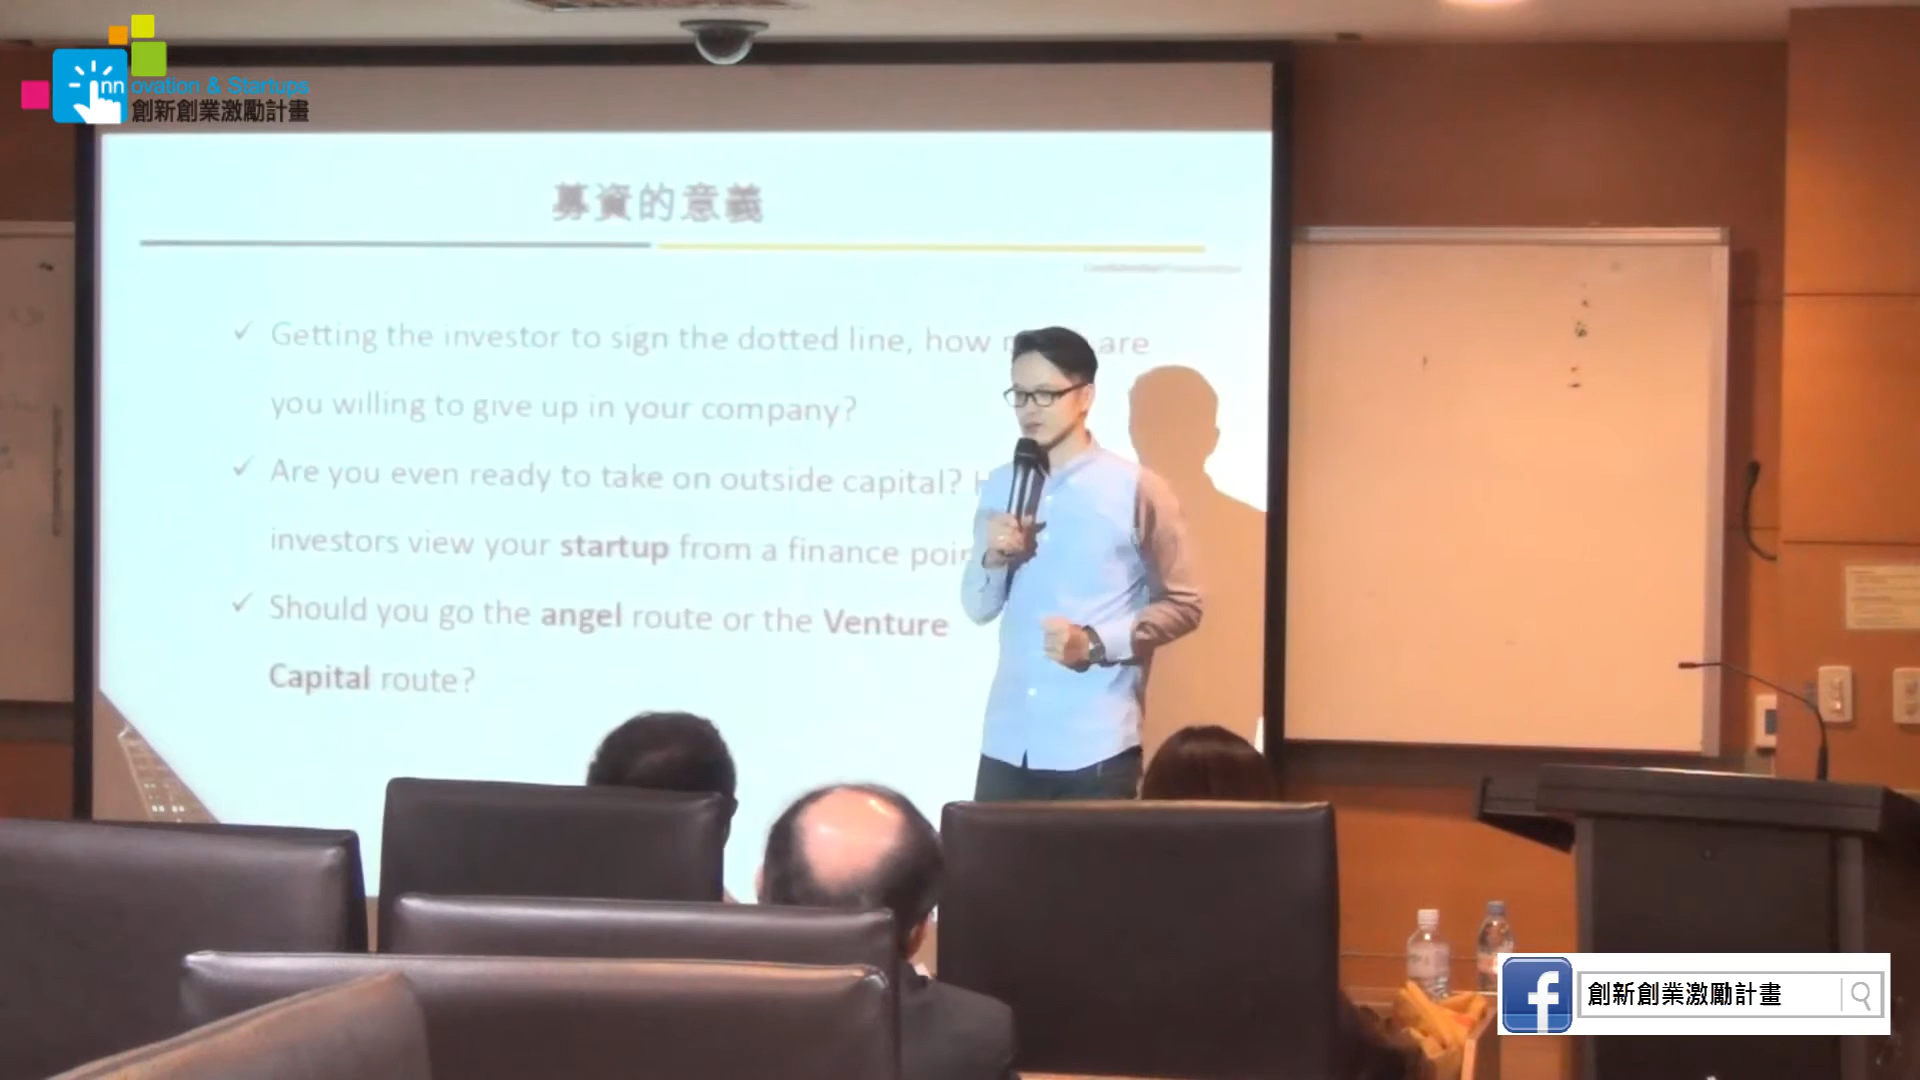 Innovation & Startups
創新創業激勵計畫
募資的意義
✓ Getting the investor to sign the dotted line, how are
you willing to give up in your company?
✓ Are you even ready to take on outside capital?
investors view your startup from a finance
✓ Should you go the angel route or the Venture
Capital route?
創新創業激勵計畫